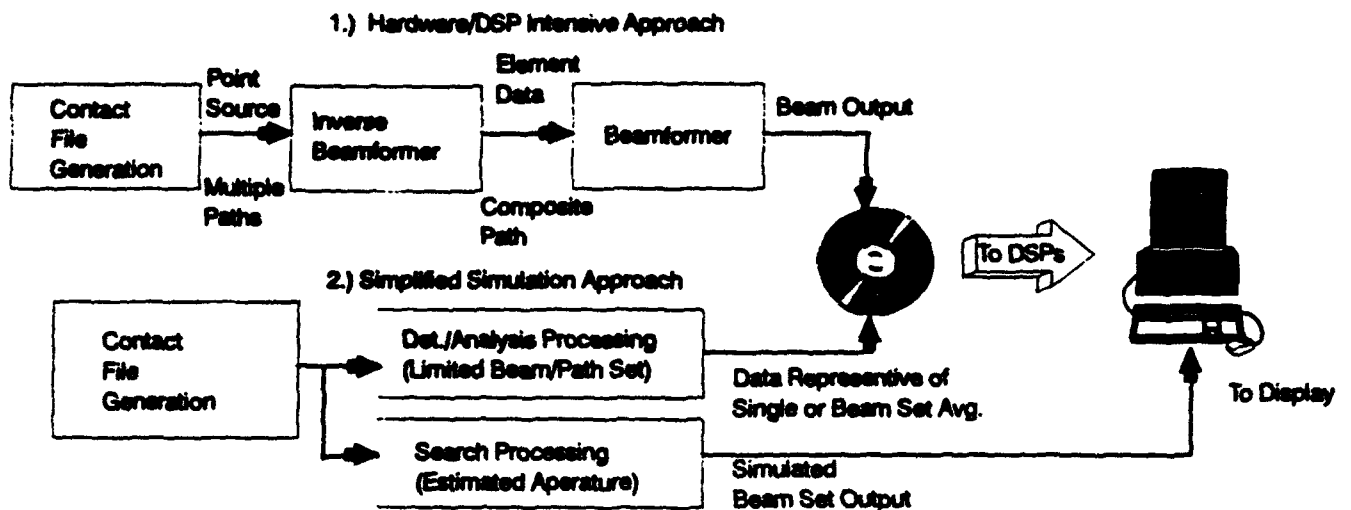 1.) Hardware/DSP Intensive Approach
Contact
File
Generation
Point
Source
Multiple
Paths
Inverse
Beamformer
Element
Data
Composite
Path
Beamformer
Beam Output
To DSPs
2.) Simplified Simulation Approach
Contact
File
Generation
Det./Analysis Processing
(Limited Beam/Path Set)
Data Representive of
Single or Beam Set Avg.
Search Processing
(Estimated Aperature)
Simulated
Beam Set Output
To Display